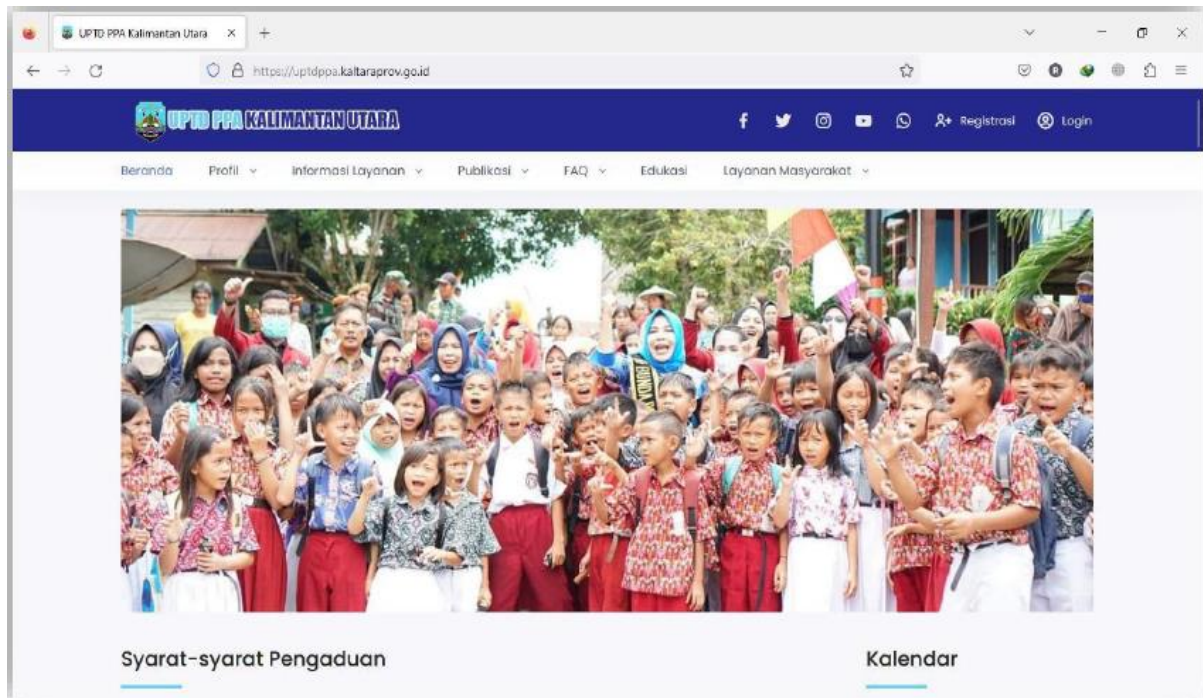 UPTD PPA Kalimantan Utara
https://uptdppa.kaltaraprov.go.id
UPTD PPA KALIMANTAN UTARA
Registrasi
Login
Beranda
Profil
Informasi Layanan
Publikasi
FAQ
Edukasi
Layanan Masyarakat
BUNDA
Syarat-syarat Pengaduan
Kalendar